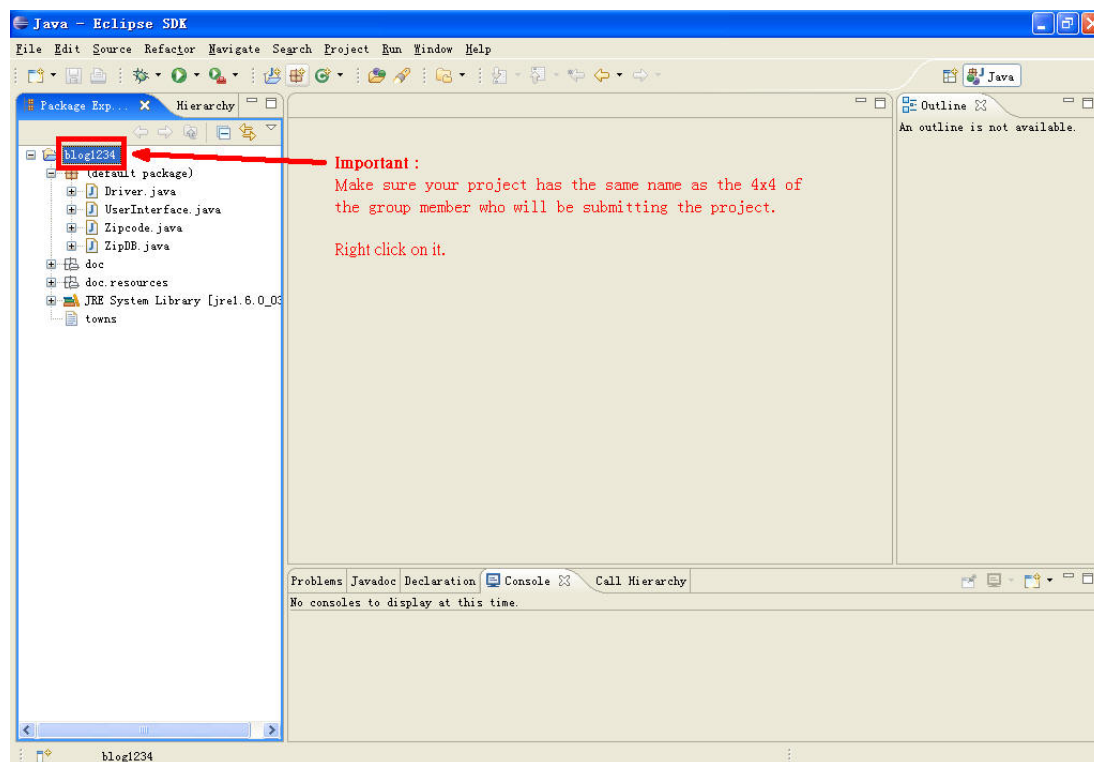 Java - Eclipse SDK
File Edit Source Refactor Navigate Search Project Run Window Help
Java
Package Exp... Hierarchy
Outline
An outline is not available.
blog1234
(default package)
Driver.java
UserInterface.java
Zipcode.java
ZipDB.java
doc
doc.resources
JRE System Library [jre1.6.0_03
towns
Important :
Make sure your project has the same name as the 4x4 of
the group member who will be submitting the project.
Right click on it.
Problems Javadoc Declaration Console Call Hierarchy
No consoles to display at this time.
blog1234